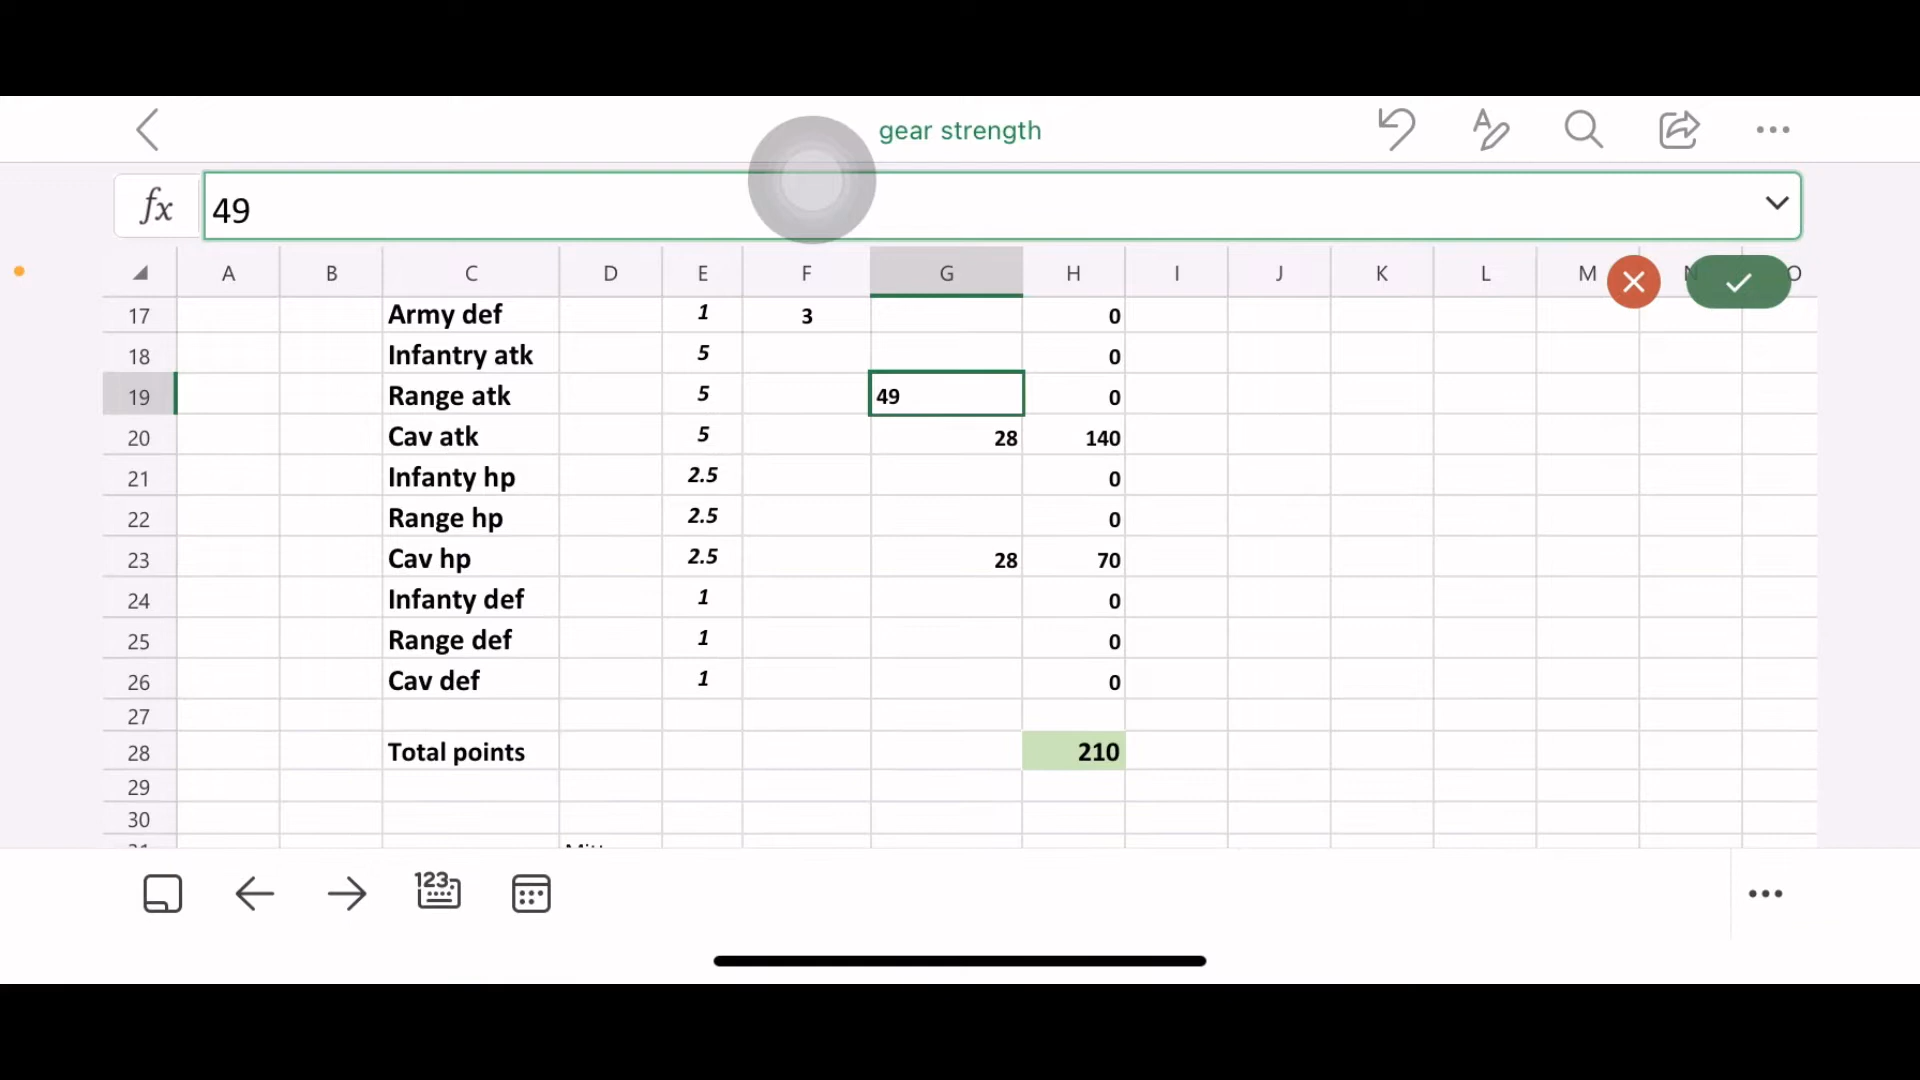 gear strength
fx 49
A B C D E F G H I J K L M N O
17 Army def 1 3 0
18 Infantry atk 5 0
19 Range atk 5 49 0
20 Cav atk 5 28 140
21 Infanty hp 2.5 0
22 Range hp 2.5 0
23 Cav hp 2.5 28 70
24 Infanty def 1 0
25 Range def 1 0
26 Cav def 1 0
27
28 Total points 210
29
30
123